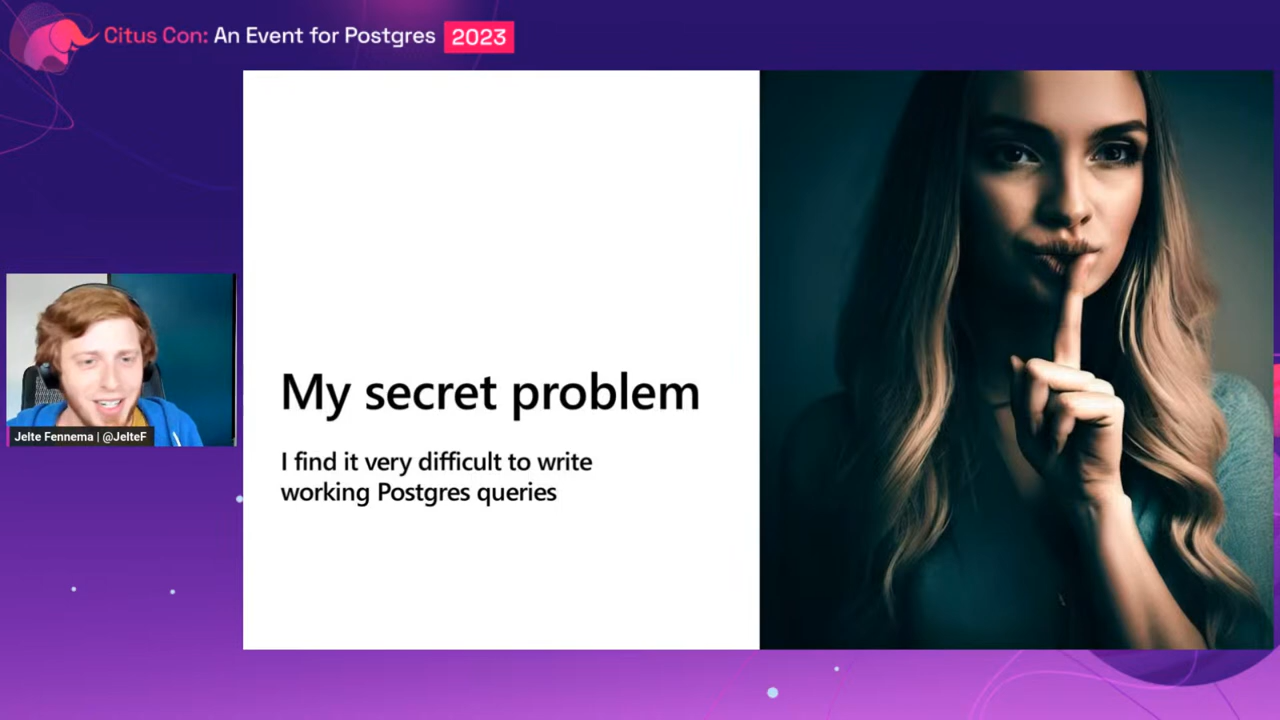 Citus Con: An Event for Postgres 2023
My secret problem
I find it very difficult to write
working Postgres queries
Jelte Fennema | @JelteF